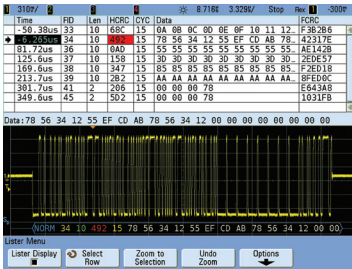 1 310▽/ 2 3 4 8.71% 3.32%/ Stop 1 -300▽
Time FID Len HCRC CYC Data FCRC
-50.38us 33 10 68C 15 0A 0B 0C 0D 0E 0F 10 11 12.. F3B2B6
-6.265us 34 10 492 15 78 56 34 12 55 EF CD AB 78.. 42317E
81.72us 36 10 0AD 15 55 55 55 55 55 55 55 55 55.. AE142B
125.6us 37 10 158 15 3D 3D 3D 3D 3D 3D 3D 3D 3D.. 2EDE57
169.6us 38 10 347 15 85 85 85 85 85 85 85 85 85.. F2ED18
213.7us 39 10 2B2 15 AA AA AA AA AA AA AA AA AA.. 8FED0C
301.7us 41 2 206 15 00 00 00 78 E643A8
349.6us 45 2 5D2 15 00 00 00 78 1031FB
Data:78 56 34 12 55 EF CD AB 78 56 34 12 00 00 00 00 00 00 00 00
NORM 34 10 492 15 78 56 34 12 55 EF CD AB 78 56 34 12 00 00
Lister Menu
Lister Display Select Row Zoom to Selection Undo Zoom Options